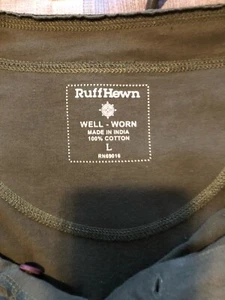 RuffHewn
WELL - WORN
MADE IN INDIA
100% COTTON
L
RN69016